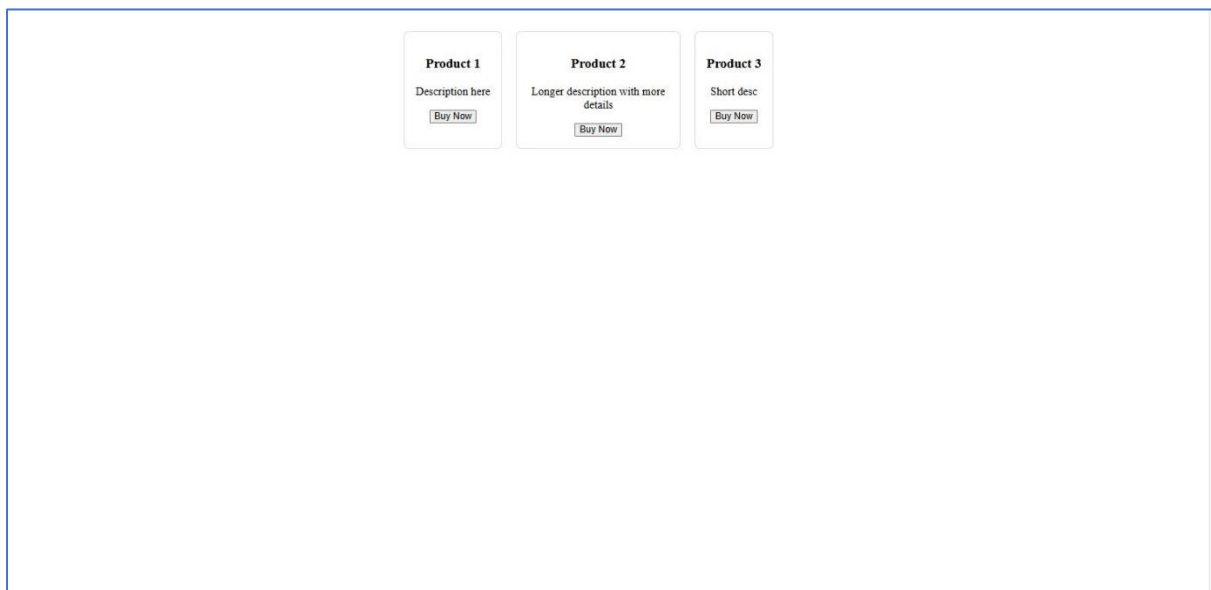 Product 1
Description here
Buy Now
Product 2
Longer description with more
details
Buy Now
Product 3
Short desc
Buy Now